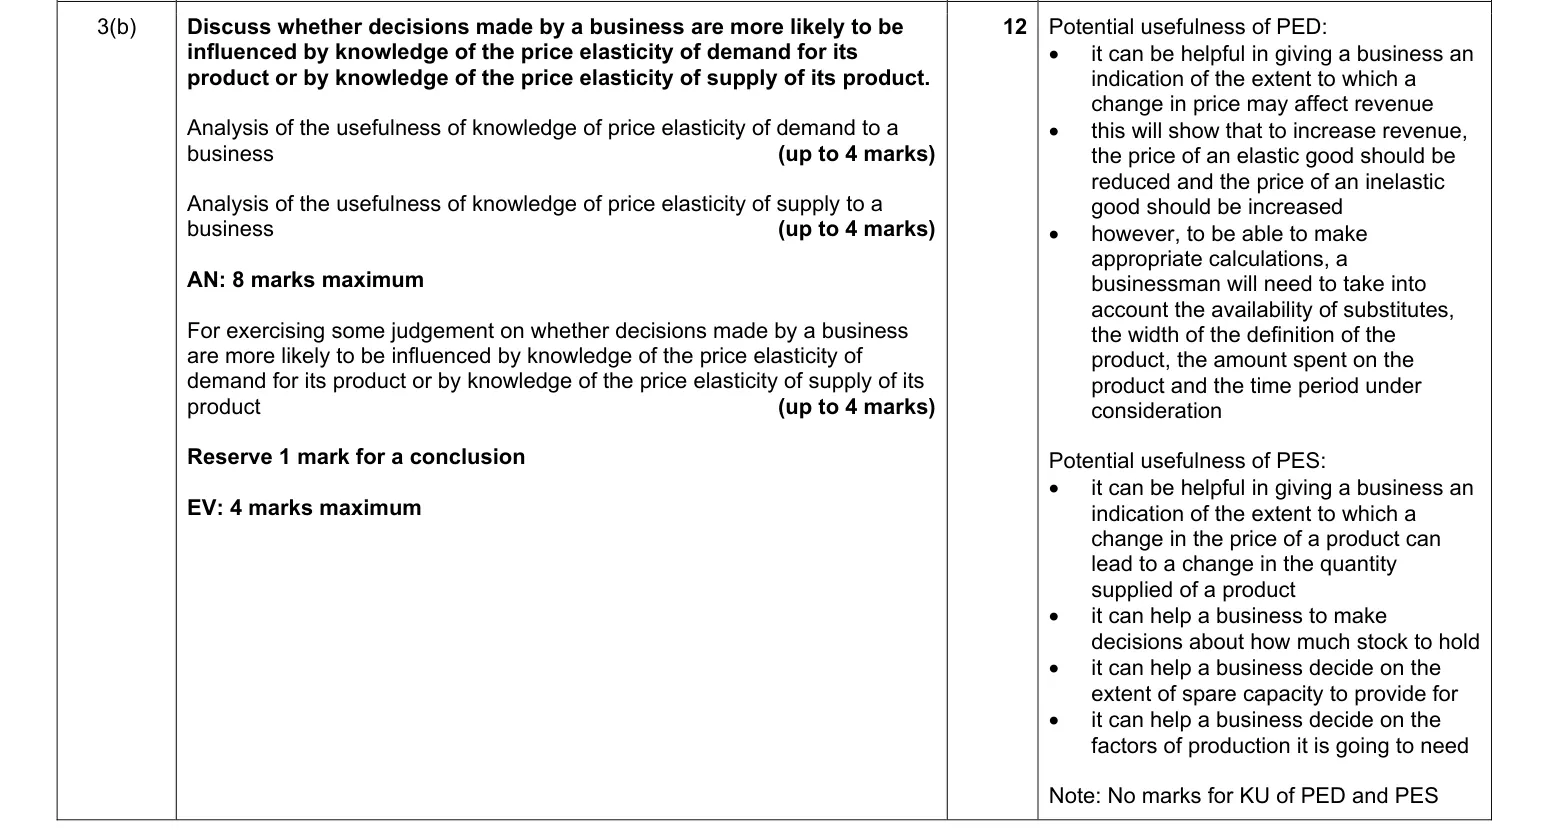 3(b)
Discuss whether decisions made by a business are more likely to be
influenced by knowledge of the price elasticity of demand for its
product or by knowledge of the price elasticity of supply of its product.
Analysis of the usefulness of knowledge of price elasticity of demand to a
business (up to 4 marks)
Analysis of the usefulness of knowledge of price elasticity of supply to a
business (up to 4 marks)
AN: 8 marks maximum
For exercising some judgement on whether decisions made by a business
are more likely to be influenced by knowledge of the price elasticity of
demand for its product or by knowledge of the price elasticity of supply of its
product (up to 4 marks)
Reserve 1 mark for a conclusion
EV: 4 marks maximum
12
Potential usefulness of PED:
• it can be helpful in giving a business an
indication of the extent to which a
change in price may affect revenue
• this will show that to increase revenue,
the price of an elastic good should be
reduced and the price of an inelastic
good should be increased
• however, to be able to make
appropriate calculations, a
businessman will need to take into
account the availability of substitutes,
the width of the definition of the
product, the amount spent on the
product and the time period under
consideration
Potential usefulness of PES:
• it can be helpful in giving a business an
indication of the extent to which a
change in the price of a product can
lead to a change in the quantity
supplied of a product
• it can help a business to make
decisions about how much stock to hold
• it can help a business decide on the
extent of spare capacity to provide for
• it can help a business decide on the
factors of production it is going to need
Note: No marks for KU of PED and PES